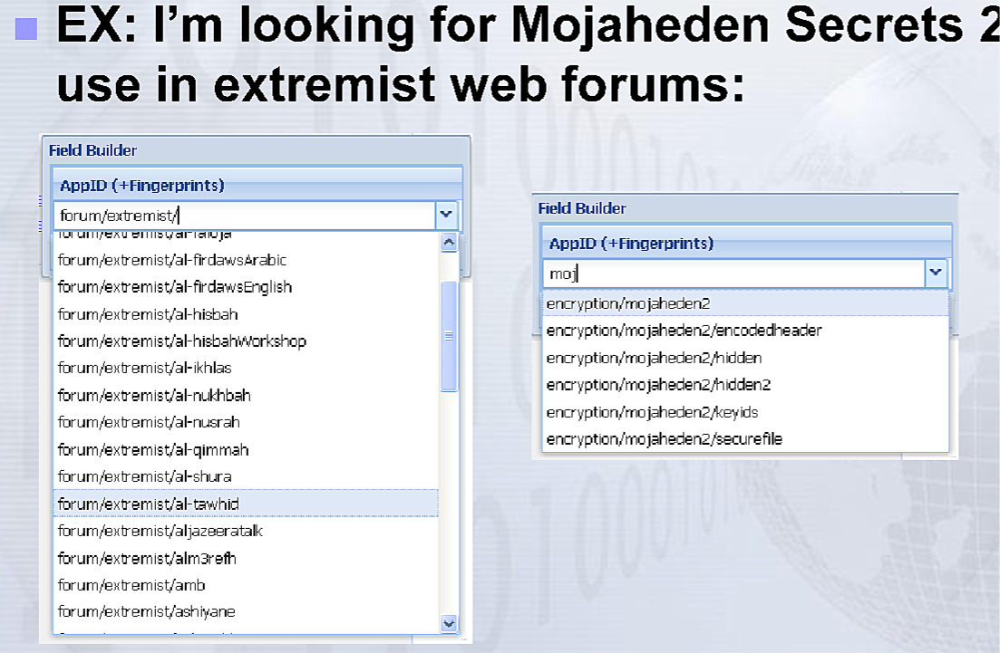 EX: I'm looking for Mojaheden Secrets 2
use in extremist web forums:
Field Builder
AppID (+Fingerprints)
forum/extremist/
forum/extremist/al-faloja
forum/extremist/al-firdawsArabic
forum/extremist/al-firdawsEnglish
forum/extremist/al-hisbah
forum/extremist/al-hisbahWorkshop
forum/extremist/al-ikhlas
forum/extremist/al-nukhbah
forum/extremist/al-nusrah
forum/extremist/al-qimmah
forum/extremist/al-shura
forum/extremist/al-tawhid
forum/extremist/aljazeeratalk
forum/extremist/alm3refh
forum/extremist/amb
forum/extremist/ashiyane
Field Builder
AppID (+Fingerprints)
moj
encryption/mojaheden2
encryption/mojaheden2/encodedheader
encryption/mojaheden2/hidden
encryption/mojaheden2/hidden2
encryption/mojaheden2/keyids
encryption/mojaheden2/securefile